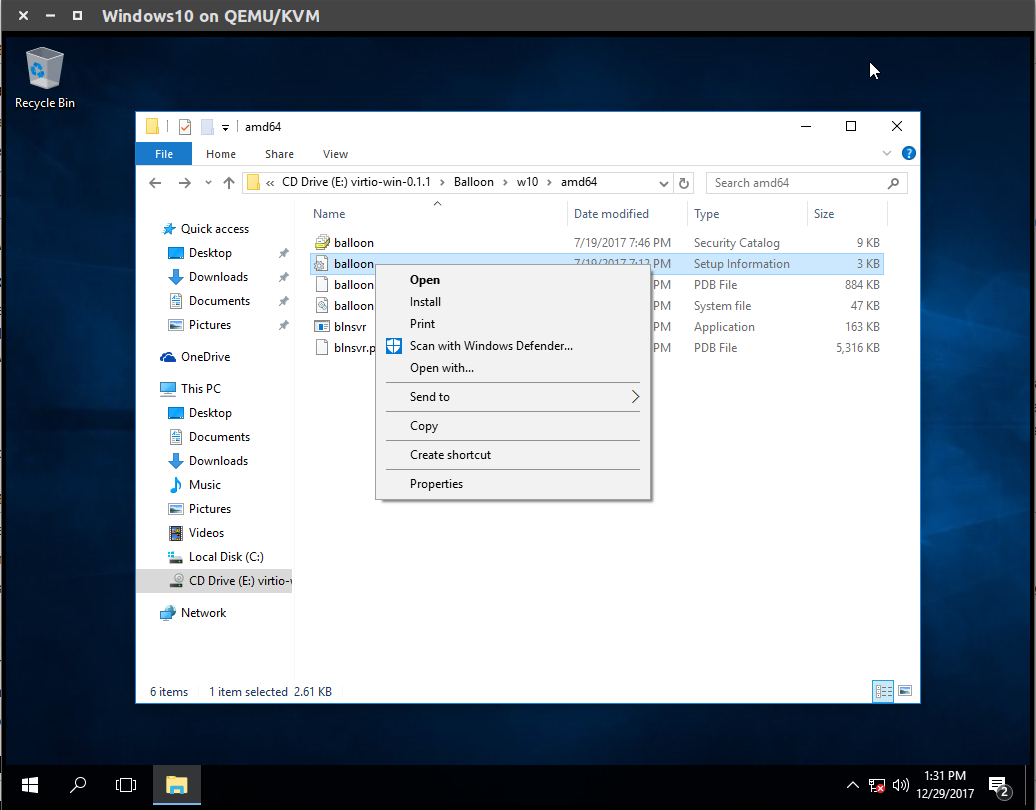 Windows10 on QEMU/KVM
Recycle Bin
amd64
File Home Share View
« CD Drive (E:) virtio-win-0.1.1 › Balloon › w10 › amd64
Search amd64
Name Date modified Type Size
Quick access
Desktop
Downloads
Documents
Pictures
OneDrive
This PC
Desktop
Documents
Downloads
Music
Pictures
Videos
Local Disk (C:)
CD Drive (E:) virtio-
Network
balloon 7/19/2017 7:46 PM Security Catalog 9 KB
balloon 7/19/2017 7:12 PM Setup Information 3 KB
balloon PM PDB File 884 KB
balloon PM System file 47 KB
blnsvr PM Application 163 KB
blnsvr.p PM PDB File 5,316 KB
Open
Install
Print
Scan with Windows Defender...
Open with...
Send to
Copy
Create shortcut
Properties
6 items 1 item selected 2.61 KB
1:31 PM
12/29/2017
2